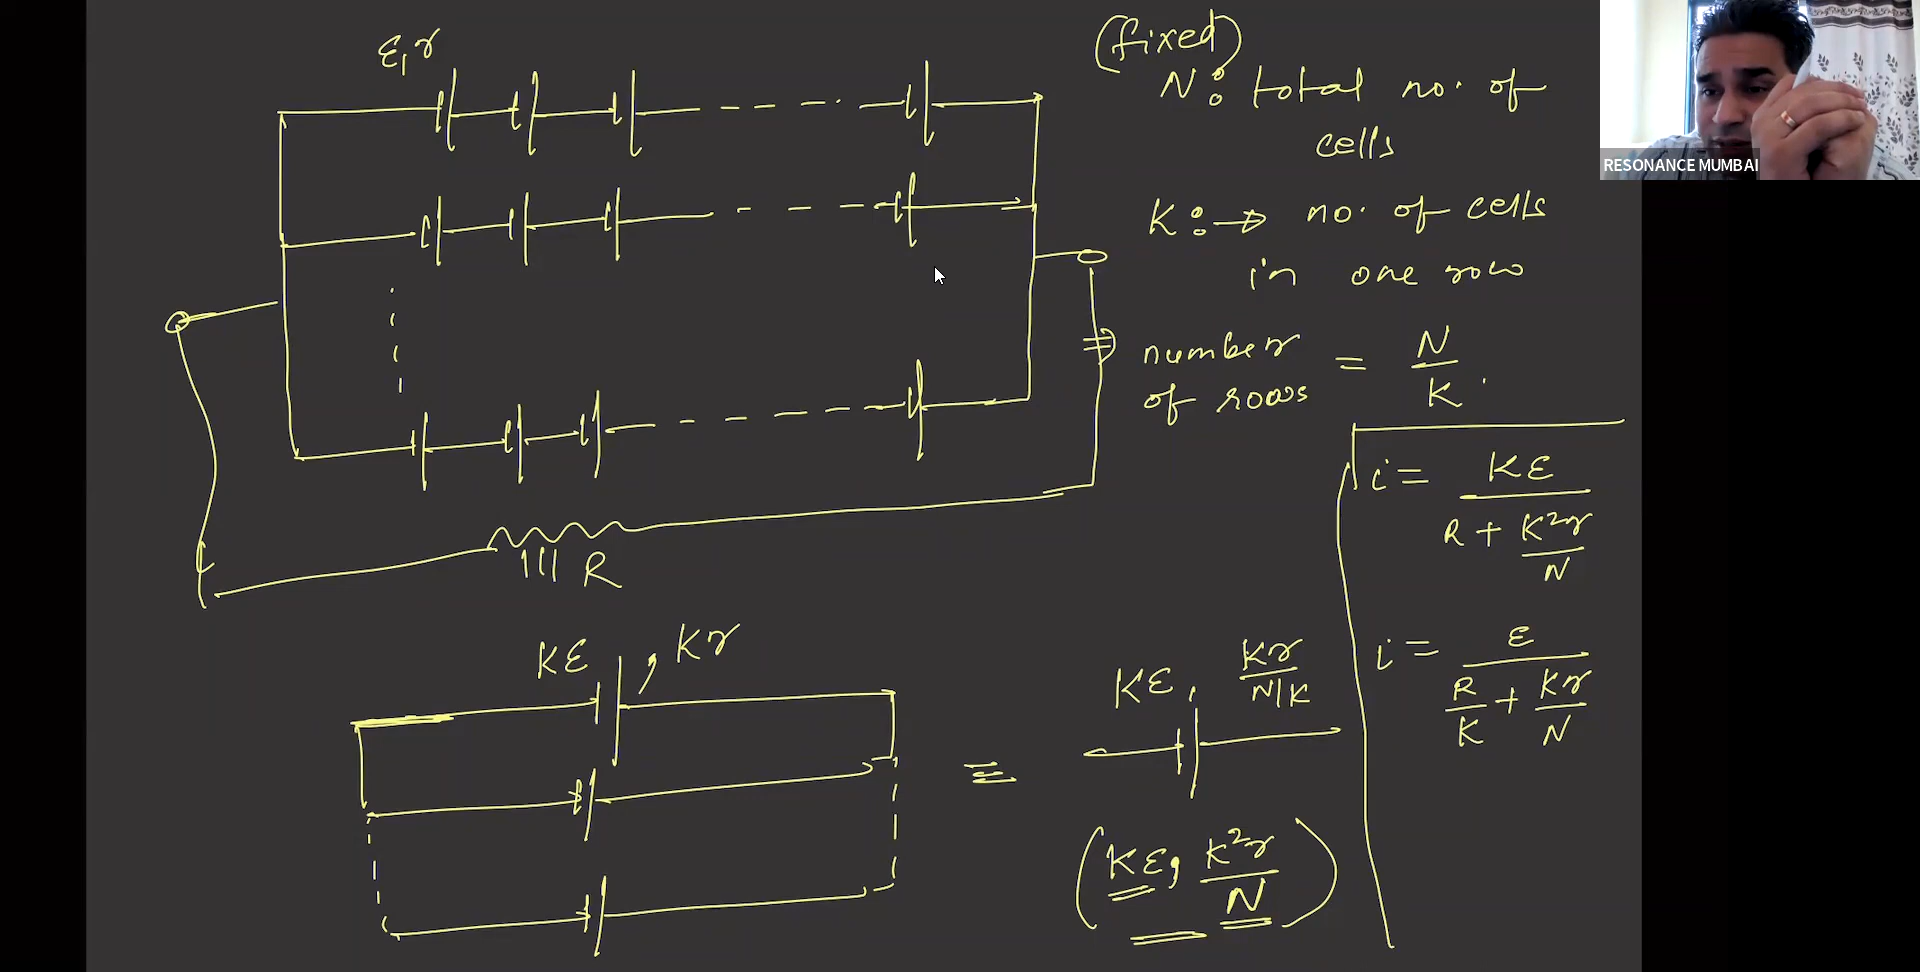 ε, r
(fixed)
N: total no. of
cells
K: → no. of cells
in one row
number
of rows = N/K.
R
i = Kε / (R + K²r/N)
i = ε / (R/K + Kr/N)
Kε, Kr
≡
Kε, Kr / N/K
(Kε, K²r/N)
RESONANCE MUMBAI